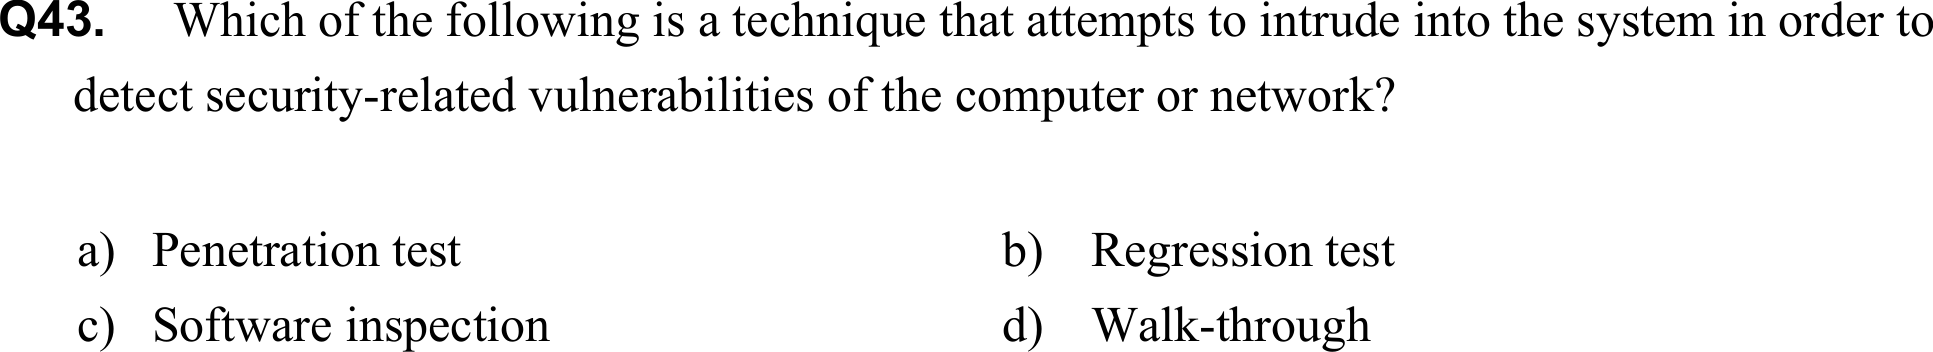 Q43. Which of the following is a technique that attempts to intrude into the system in order to
detect security-related vulnerabilities of the computer or network?
a) Penetration test b) Regression test
c) Software inspection d) Walk-through